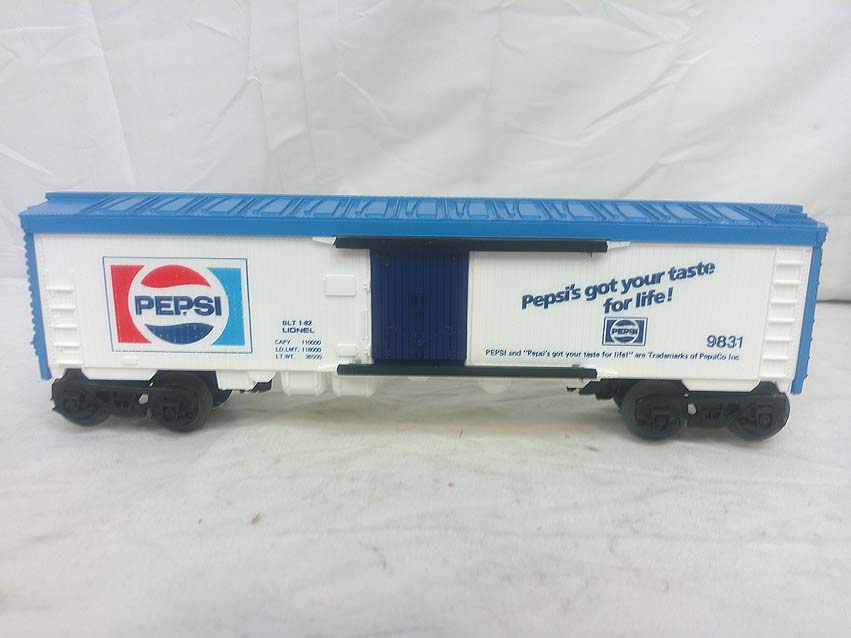 PEPSI
BLT 1-82
LIONEL
CAPY 110000
LD.LMT. 118000
LT.WT. 38500
Pepsi's got your taste
for life!
PEPSI
9831
PEPSI and "Pepsi's got your taste for life!" are Trademarks of PepsiCo Inc